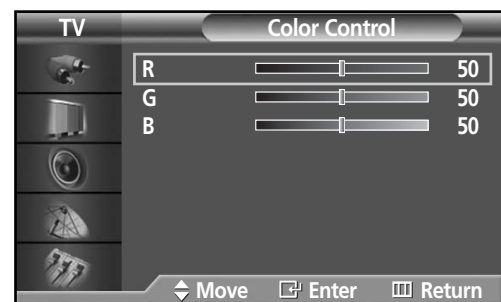 TV Color Control
R 50
G 50
B 50
Move Enter Return